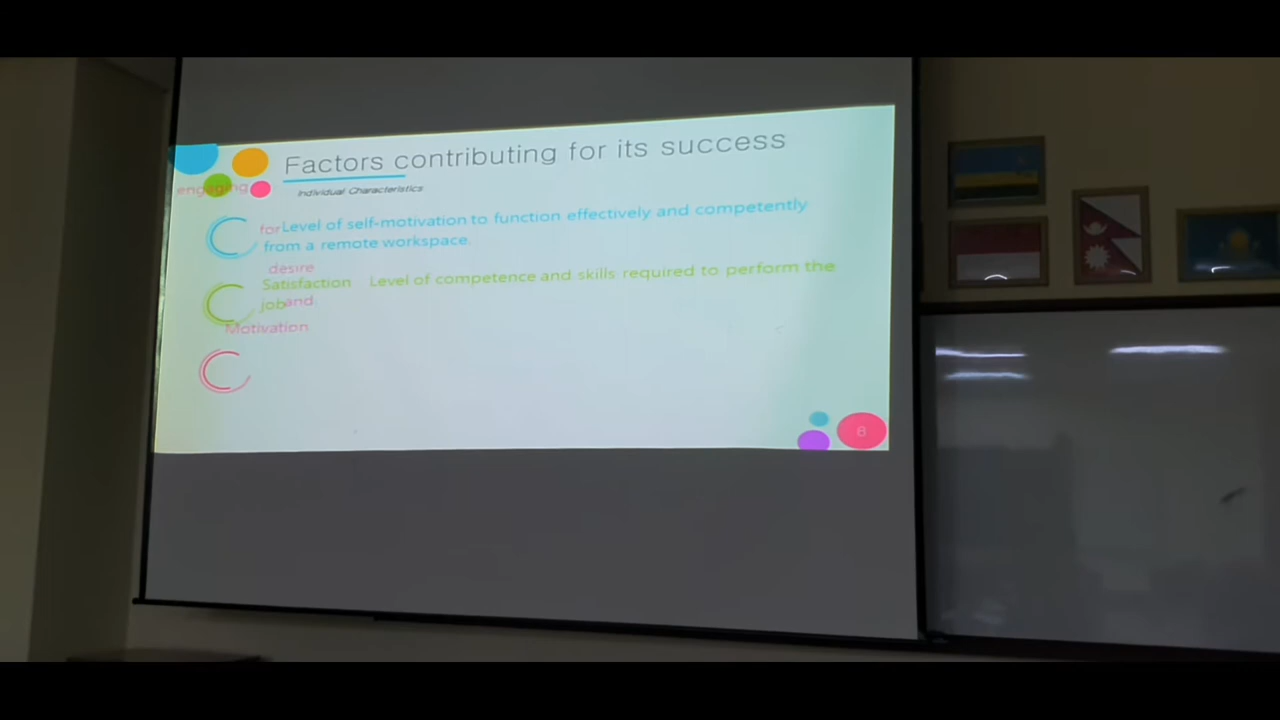 Factors contributing for its success
engaging
Individual Characteristics
for Level of self-motivation to function effectively and competently
from a remote workspace.
desire
Satisfaction Level of competence and skills required to perform the
job and
Motivation
6